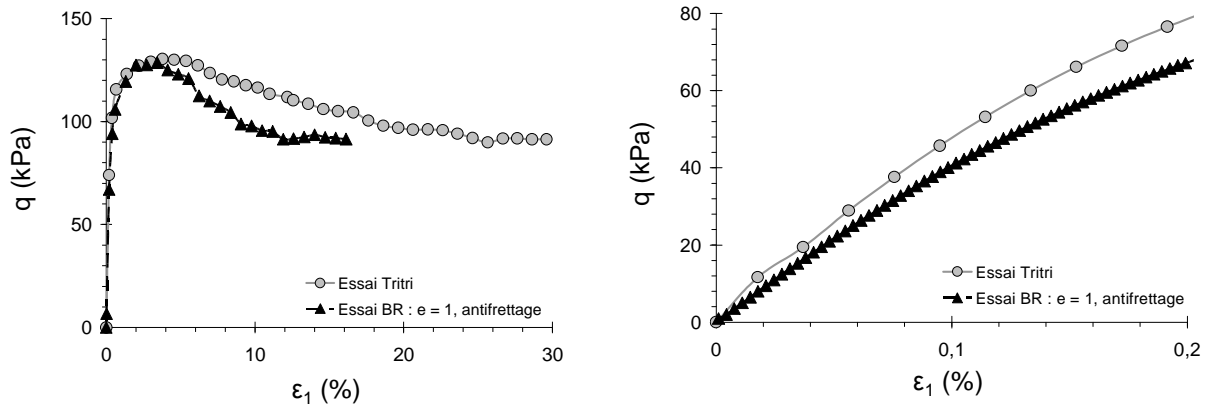 150
100
50
0
q (kPa)
0
10
20
30
ε1 (%)
Essai Tritri
Essai BR : e = 1, antifrettage
80
60
40
20
0
q (kPa)
0
0,1
0,2
ε1 (%)
Essai Tritri
Essai BR : e = 1, antifrettage